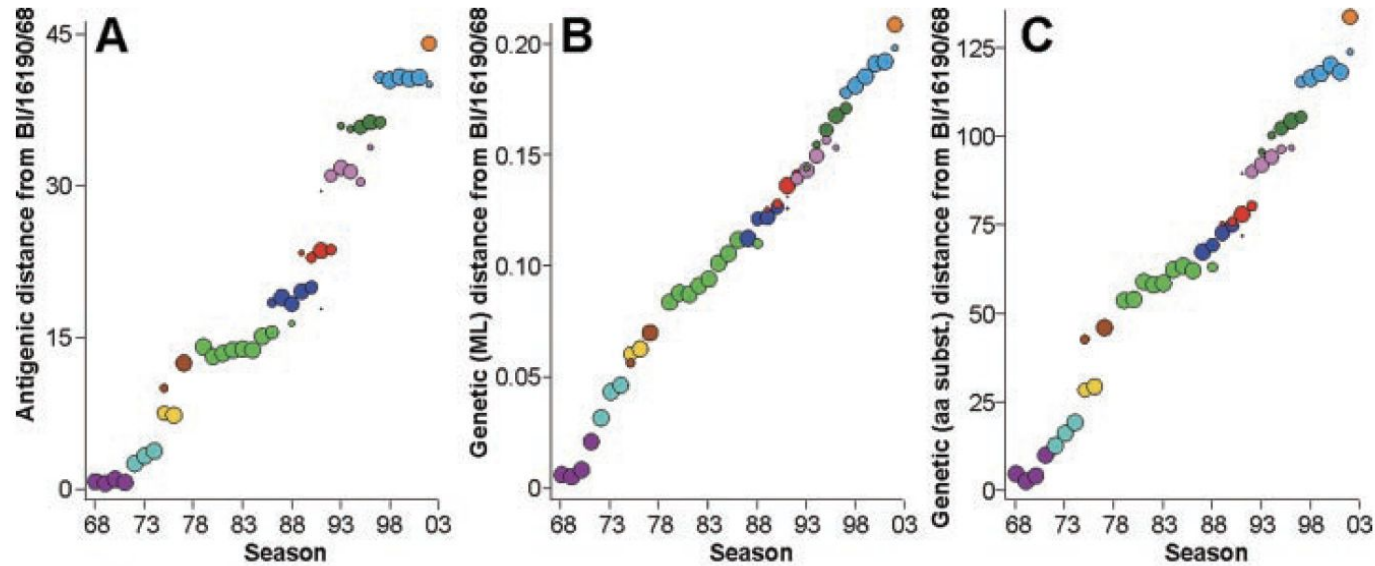 A
Antigenic distance from BI/16190/68
45
30
15
0
68 73 78 83 88 93 98 03
Season
B
Genetic (ML) distance from BI/16190/68
0.20
0.15
0.10
0.05
0
68 73 78 83 88 93 98 03
Season
C
Genetic (aa subst.) distance from BI/16190/68
125
100
75
50
25
0
68 73 78 83 88 93 98 03
Season